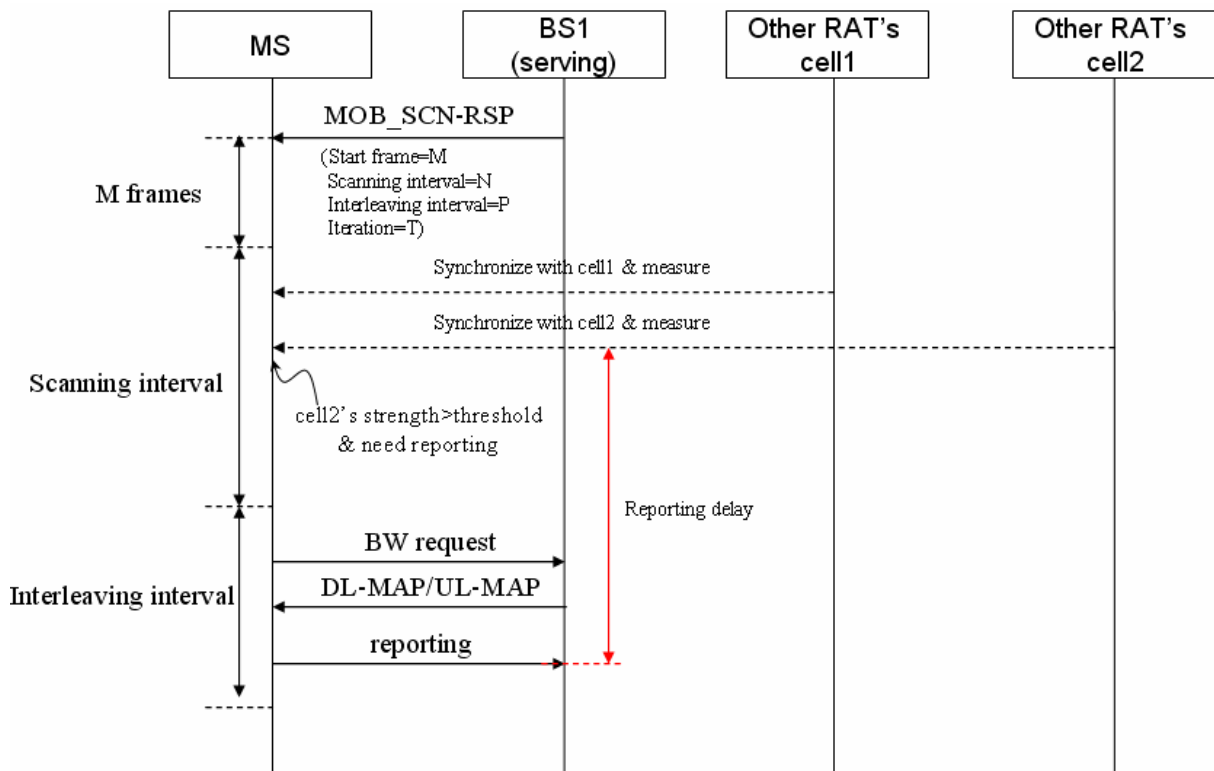 MS
BS1
(serving)
Other RAT's
cell1
Other RAT's
cell2
MOB_SCN-RSP
(Start frame=M
Scanning interval=N
Interleaving interval=P
Iteration=T)
M frames
Synchronize with cell1 & measure
Synchronize with cell2 & measure
Scanning interval
cell2's strength>threshold
& need reporting
Reporting delay
BW request
DL-MAP/UL-MAP
Interleaving interval
reporting